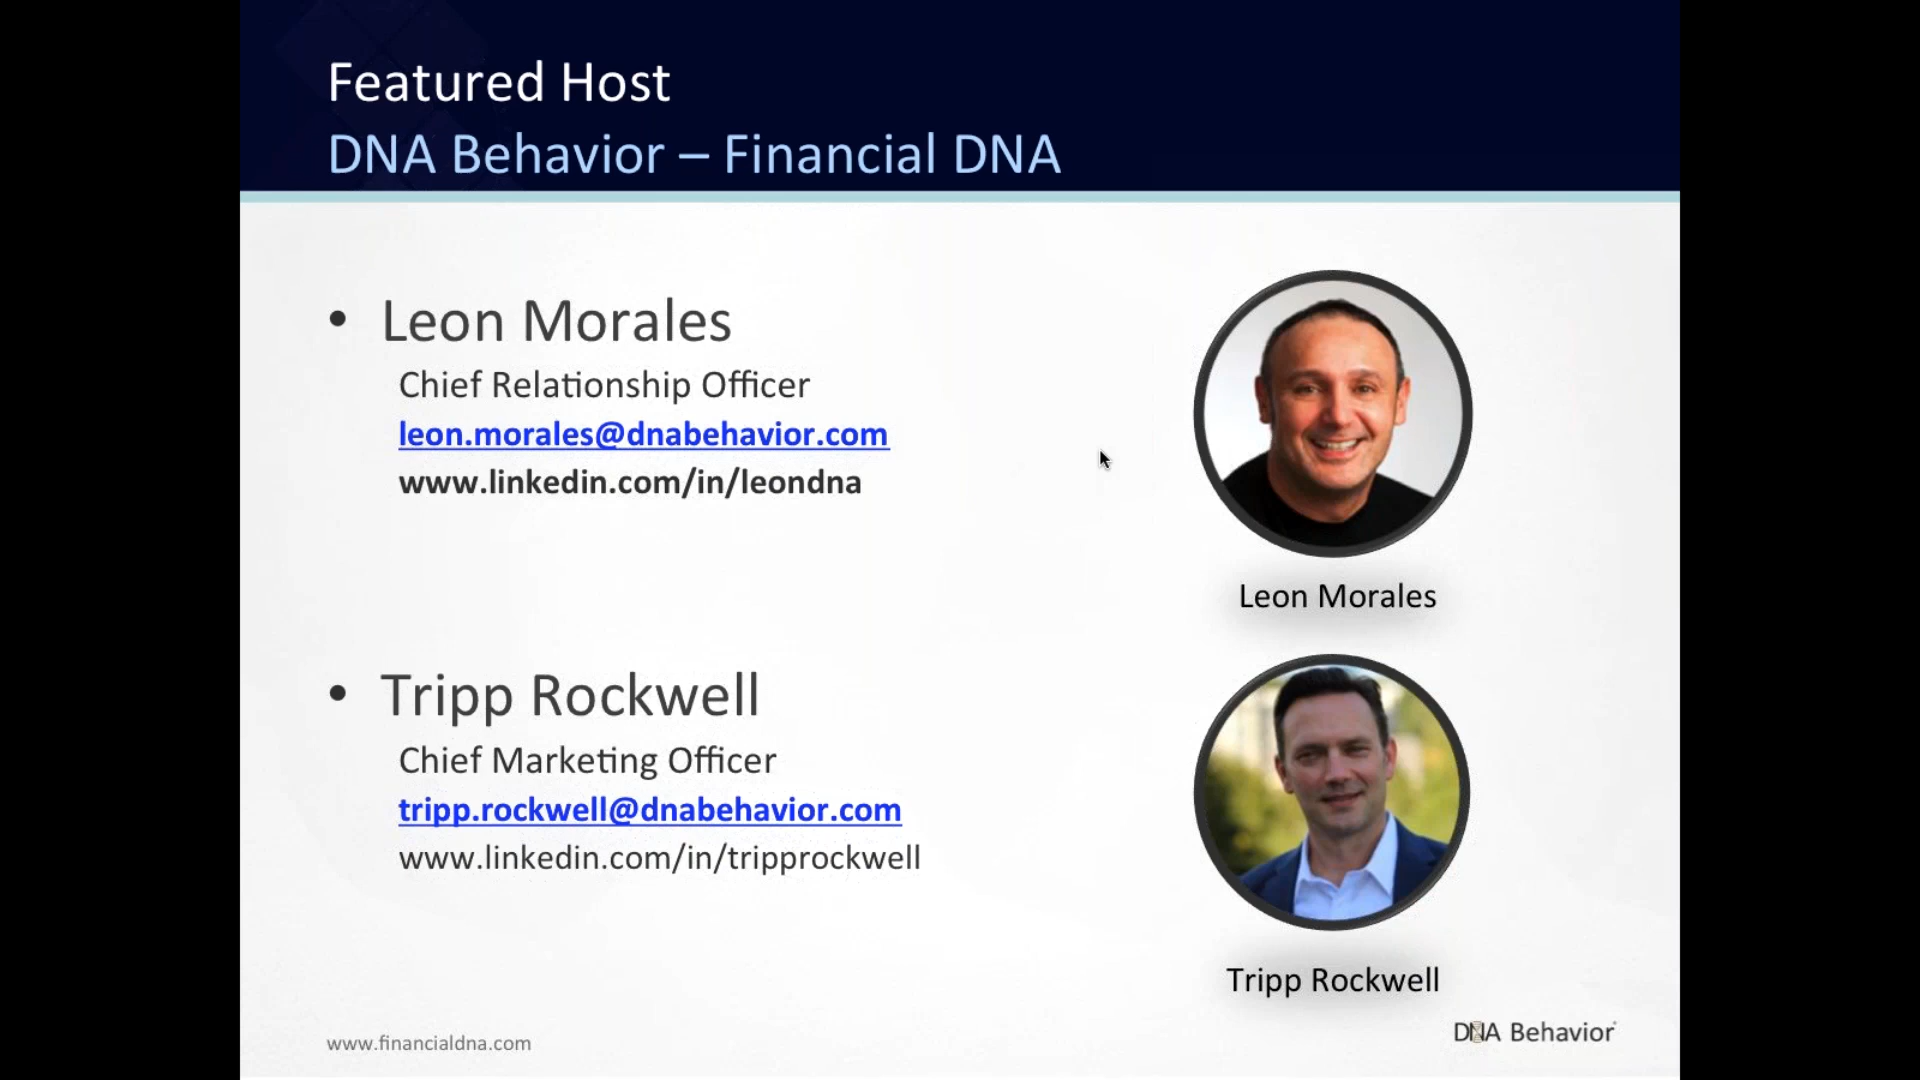 Featured Host
DNA Behavior – Financial DNA
• Leon Morales
Chief Relationship Officer
leon.morales@dnabehavior.com
www.linkedin.com/in/leondna
Leon Morales
• Tripp Rockwell
Chief Marketing Officer
tripp.rockwell@dnabehavior.com
www.linkedin.com/in/tripprockwell
Tripp Rockwell
www.financialdna.com
DNA Behavior